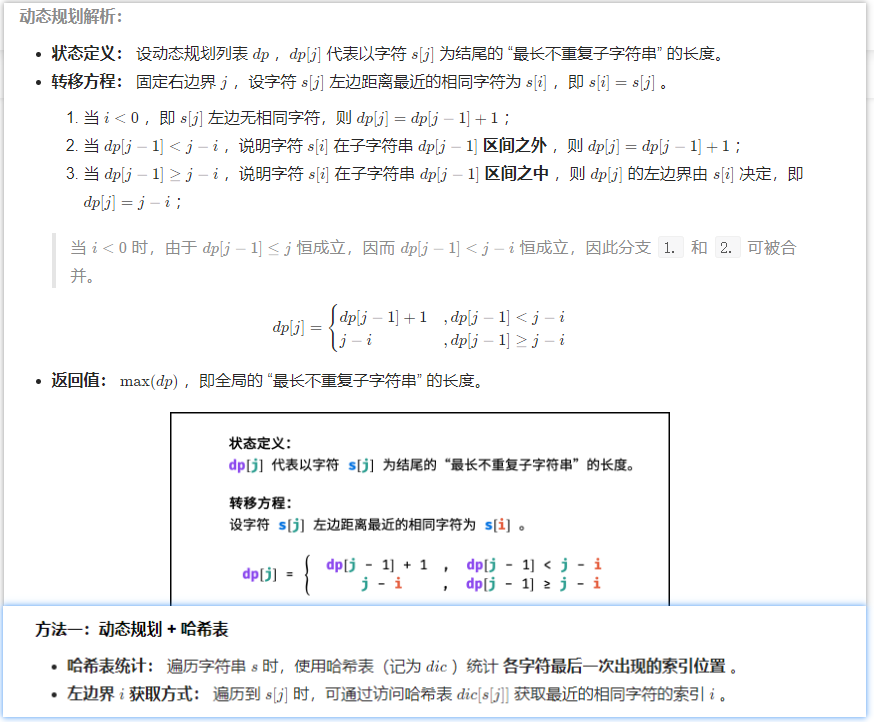 动态规划解析：
• 状态定义： 设动态规划列表 dp ，dp[j] 代表以字符 s[j] 为结尾的 “最长不重复子字符串” 的长度。
• 转移方程： 固定右边界 j ，设字符 s[j] 左边距离最近的相同字符为 s[i] ，即 s[i] = s[j] 。
1. 当 i < 0 ，即 s[j] 左边无相同字符，则 dp[j] = dp[j − 1] + 1 ；
2. 当 dp[j − 1] < j − i ，说明字符 s[i] 在子字符串 dp[j − 1] 区间之外 ，则 dp[j] = dp[j − 1] + 1 ；
3. 当 dp[j − 1] ≥ j − i ，说明字符 s[i] 在子字符串 dp[j − 1] 区间之中 ，则 dp[j] 的左边界由 s[i] 决定，即
dp[j] = j − i ；
当 i < 0 时，由于 dp[j − 1] ≤ j 恒成立，因而 dp[j − 1] < j − i 恒成立，因此分支 1. 和 2. 可被合
并。
dp[j] = { dp[j − 1] + 1 , dp[j − 1] < j − i
j − i , dp[j − 1] ≥ j − i
• 返回值： max(dp) ，即全局的 “最长不重复子字符串” 的长度。
状态定义：
dp[j] 代表以字符 s[j] 为结尾的 “最长不重复子字符串” 的长度。
转移方程：
设字符 s[j] 左边距离最近的相同字符为 s[i] 。
dp[j] = { dp[j - 1] + 1 , dp[j - 1] < j - i
j - i , dp[j - 1] ≥ j - i
方法一：动态规划 + 哈希表
• 哈希表统计： 遍历字符串 s 时，使用哈希表（记为 dic ）统计 各字符最后一次出现的索引位置 。
• 左边界 i 获取方式： 遍历到 s[j] 时，可通过访问哈希表 dic[s[j]] 获取最近的相同字符的索引 i 。